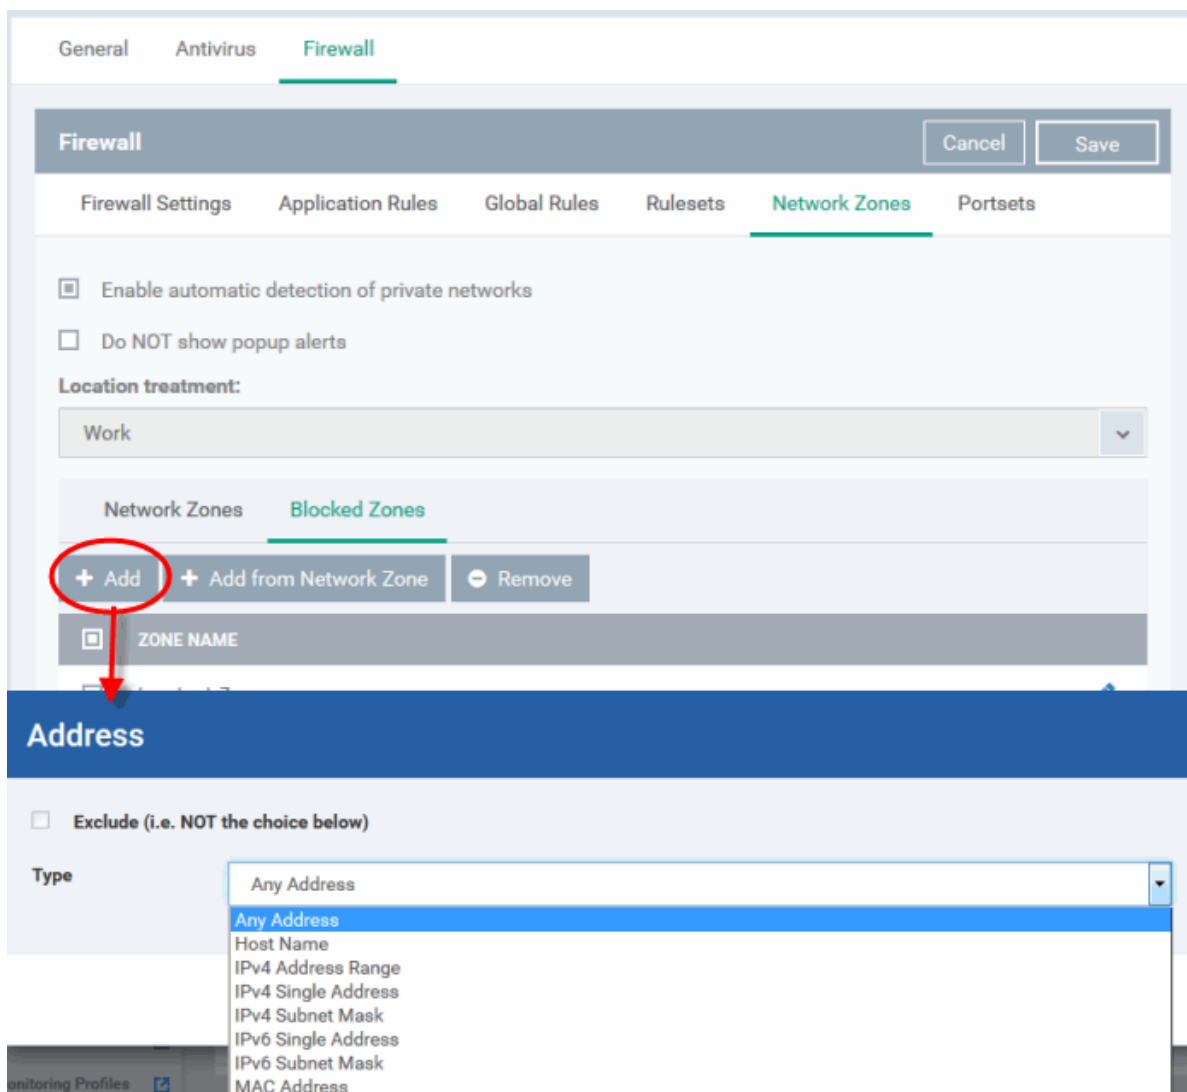 General Antivirus Firewall
Firewall Cancel Save
Firewall Settings Application Rules Global Rules Rulesets Network Zones Portsets
Enable automatic detection of private networks
Do NOT show popup alerts
Location treatment:
Work
Network Zones Blocked Zones
+ Add + Add from Network Zone Remove
ZONE NAME
Address
Exclude (i.e. NOT the choice below)
Type Any Address
Any Address
Host Name
IPv4 Address Range
IPv4 Single Address
IPv4 Subnet Mask
IPv6 Single Address
IPv6 Subnet Mask
onitoring Profiles
MAC Address